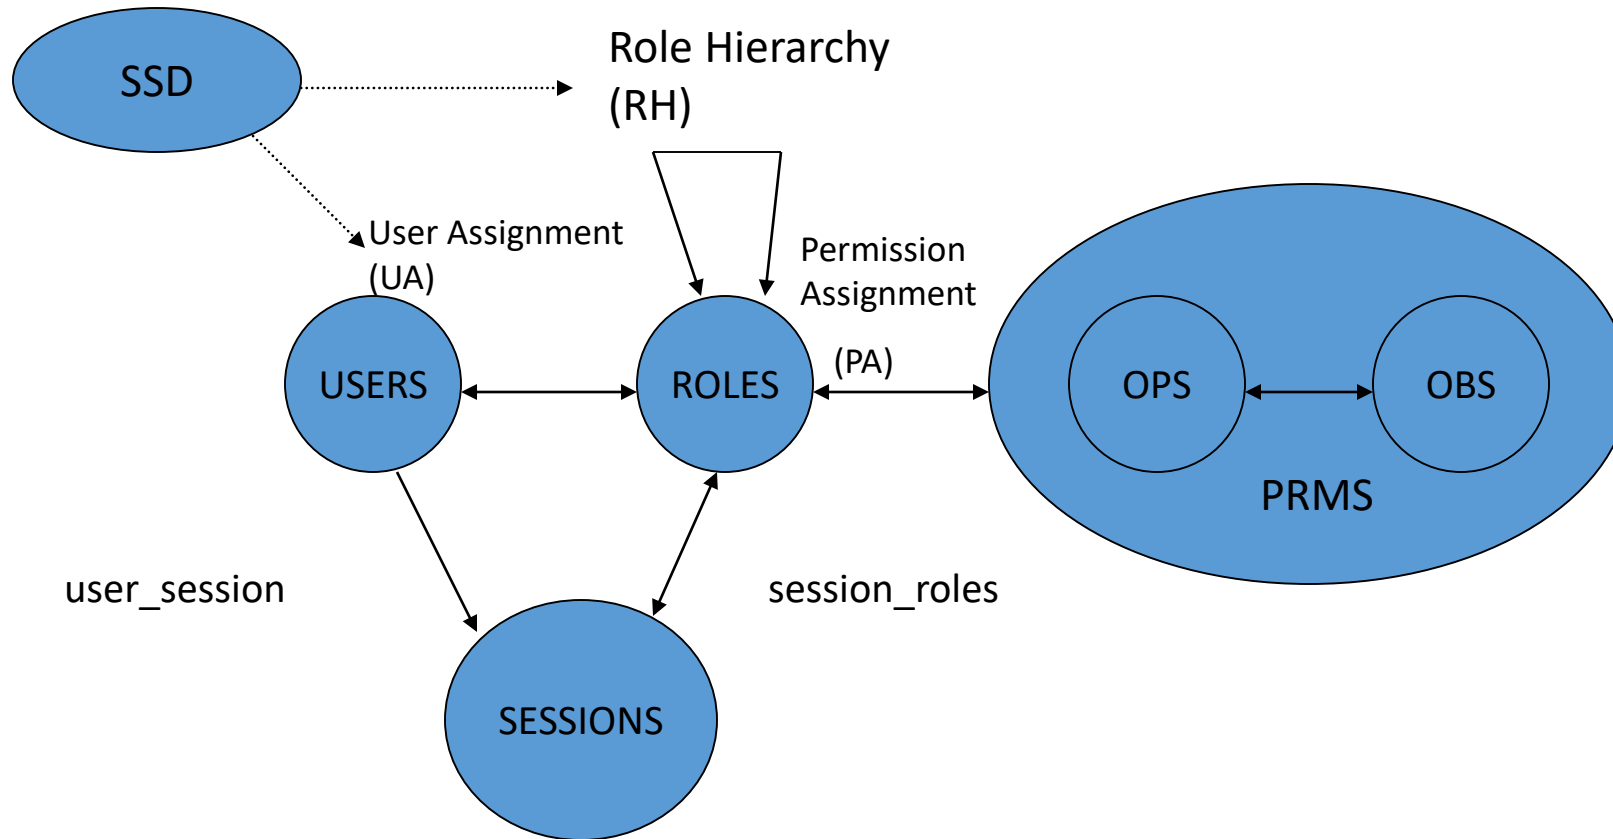 SSD
Role Hierarchy
(RH)
User Assignment
(UA)
Permission
Assignment
(PA)
USERS
ROLES
OPS
OBS
PRMS
user_session
session_roles
SESSIONS